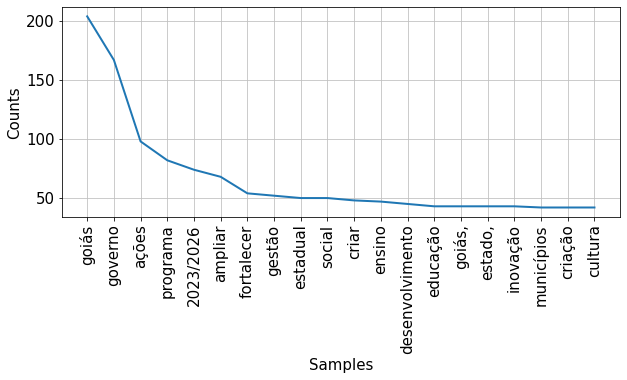 200
150
100
50
Counts
goiás
governo
ações
programa
2023/2026
ampliar
fortalecer
gestão
estadual
social
criar
ensino
desenvolvimento
educação
goiás,
estado,
inovação
municípios
criação
cultura
Samples